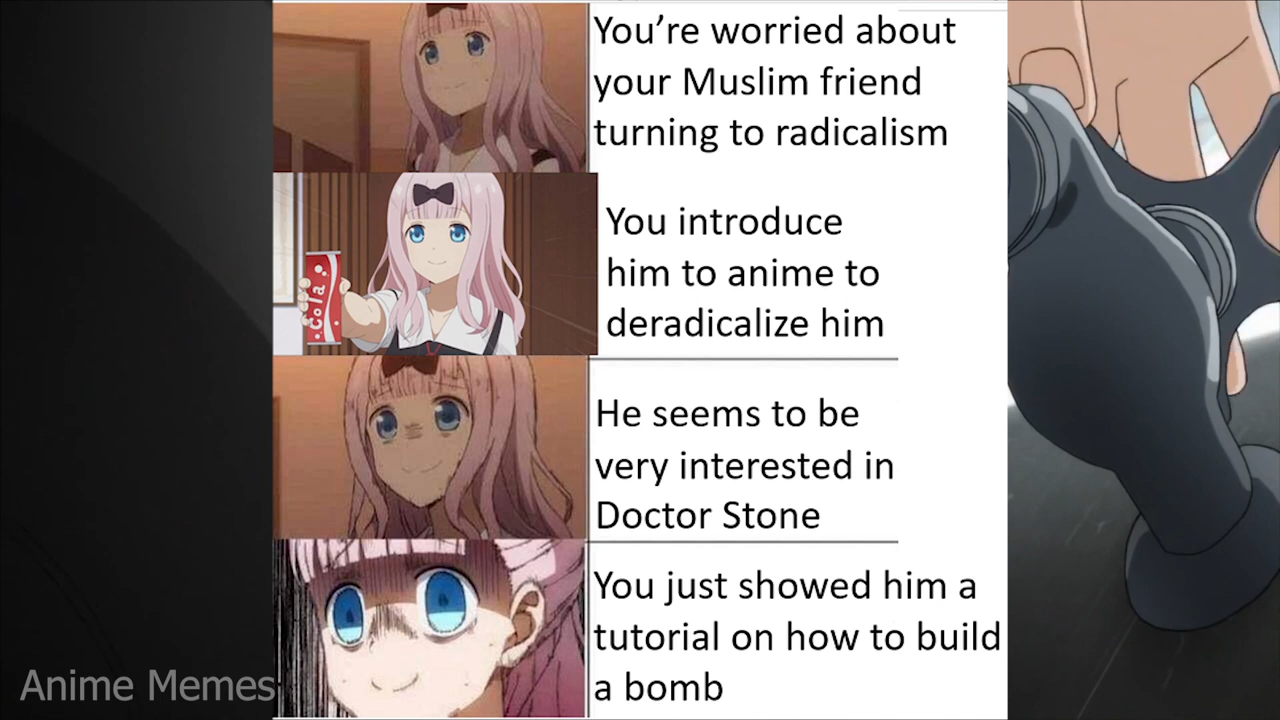 You’re worried about
your Muslim friend
turning to radicalism
You introduce
him to anime to
deradicalize him
Cola
He seems to be
very interested in
Doctor Stone
You just showed him a
tutorial on how to build
a bomb
Anime Memes